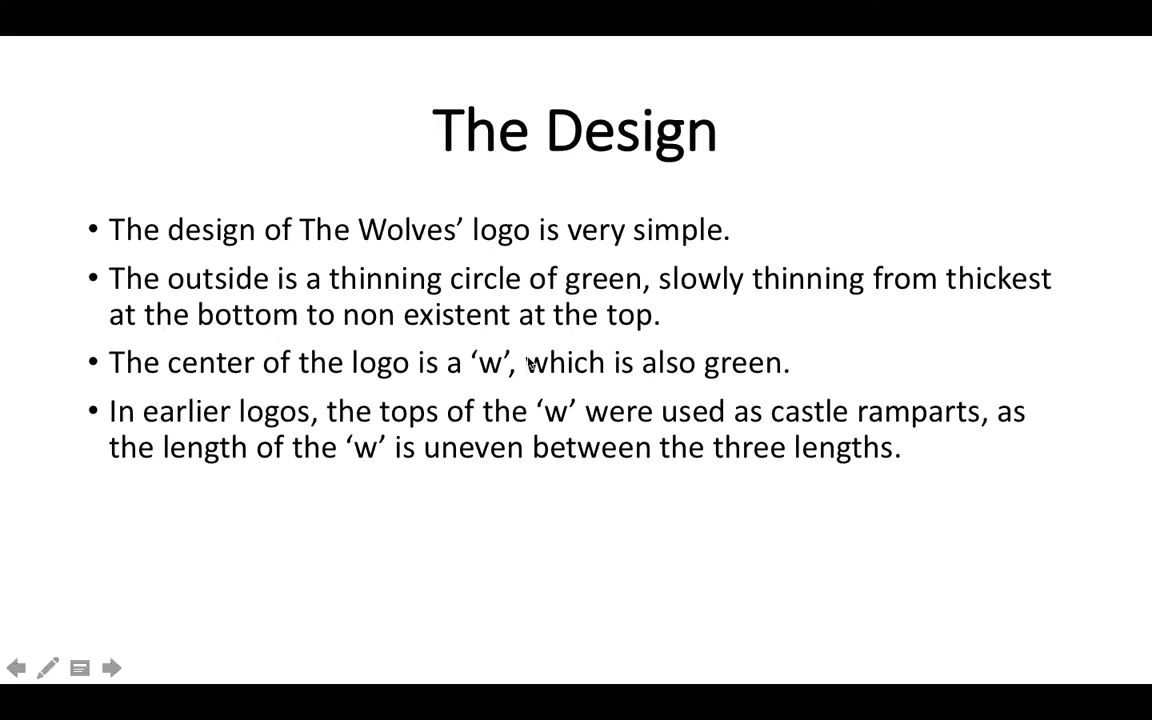 The Design
• The design of The Wolves’ logo is very simple.
• The outside is a thinning circle of green, slowly thinning from thickest
at the bottom to non existent at the top.
• The center of the logo is a ‘w’, which is also green.
• In earlier logos, the tops of the ‘w’ were used as castle ramparts, as
the length of the ‘w’ is uneven between the three lengths.